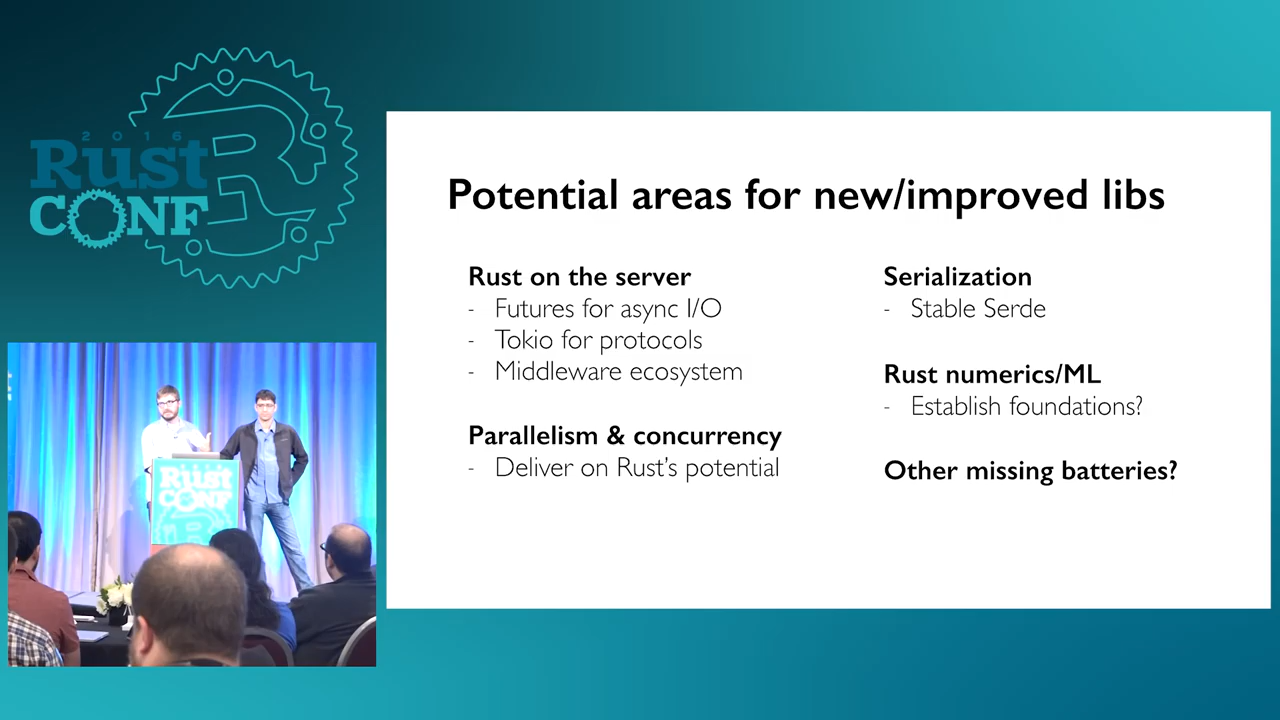 2016
Rust
CONF
Potential areas for new/improved libs
Rust on the server
- Futures for async I/O
- Tokio for protocols
- Middleware ecosystem
Parallelism & concurrency
- Deliver on Rust's potential
Serialization
- Stable Serde
Rust numerics/ML
- Establish foundations?
Other missing batteries?
RUST
CONF